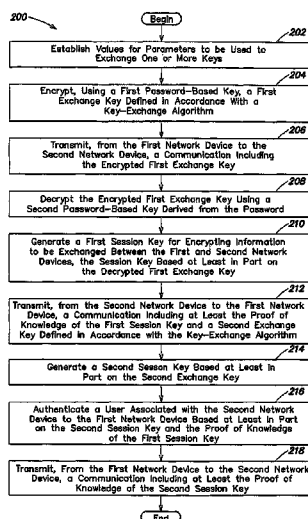 200
Begin
202
Establish Values for Parameters to be Used to
Exchange One or More Keys
204
Encrypt, Using a First Password-Based Key, a First
Exchange Key Defined in Accordance With a
Key-Exchange Algorithm
206
Transmit, from the First Network Device to the
Second Network Device, a Communication Including
the Encrypted First Exchange Key
208
Decrypt the Encrypted First Exchange Key Using a
Second Password-Based Key Derived from the Password
210
Generate a First Session Key for Encrypting Information
to be Exchanged Between the First and Second Network
Devices, the Session Key Based at Least in Part on
the Decrypted First Exchange Key
212
Transmit, from the Second Network Device to the First Network
Device, a Communication Including at Least the Proof of
Knowledge of the First Session Key and a Second Exchange
Key Defined in Accordance with the Key-Exchange Algorithm
214
Generate a Second Session Key Based at Least in
Part on the Second Exchange Key
216
Authenticate a User Associated with the Second Network
Device to the First Network Device Based at Least in Part
on the Second Session Key and the Proof of Knowledge
of the First Session Key
218
Transmit, From the First Network Device to the Second Network
Device, a Communication Including at Least the Proof of
Knowledge of the Second Session Key
End